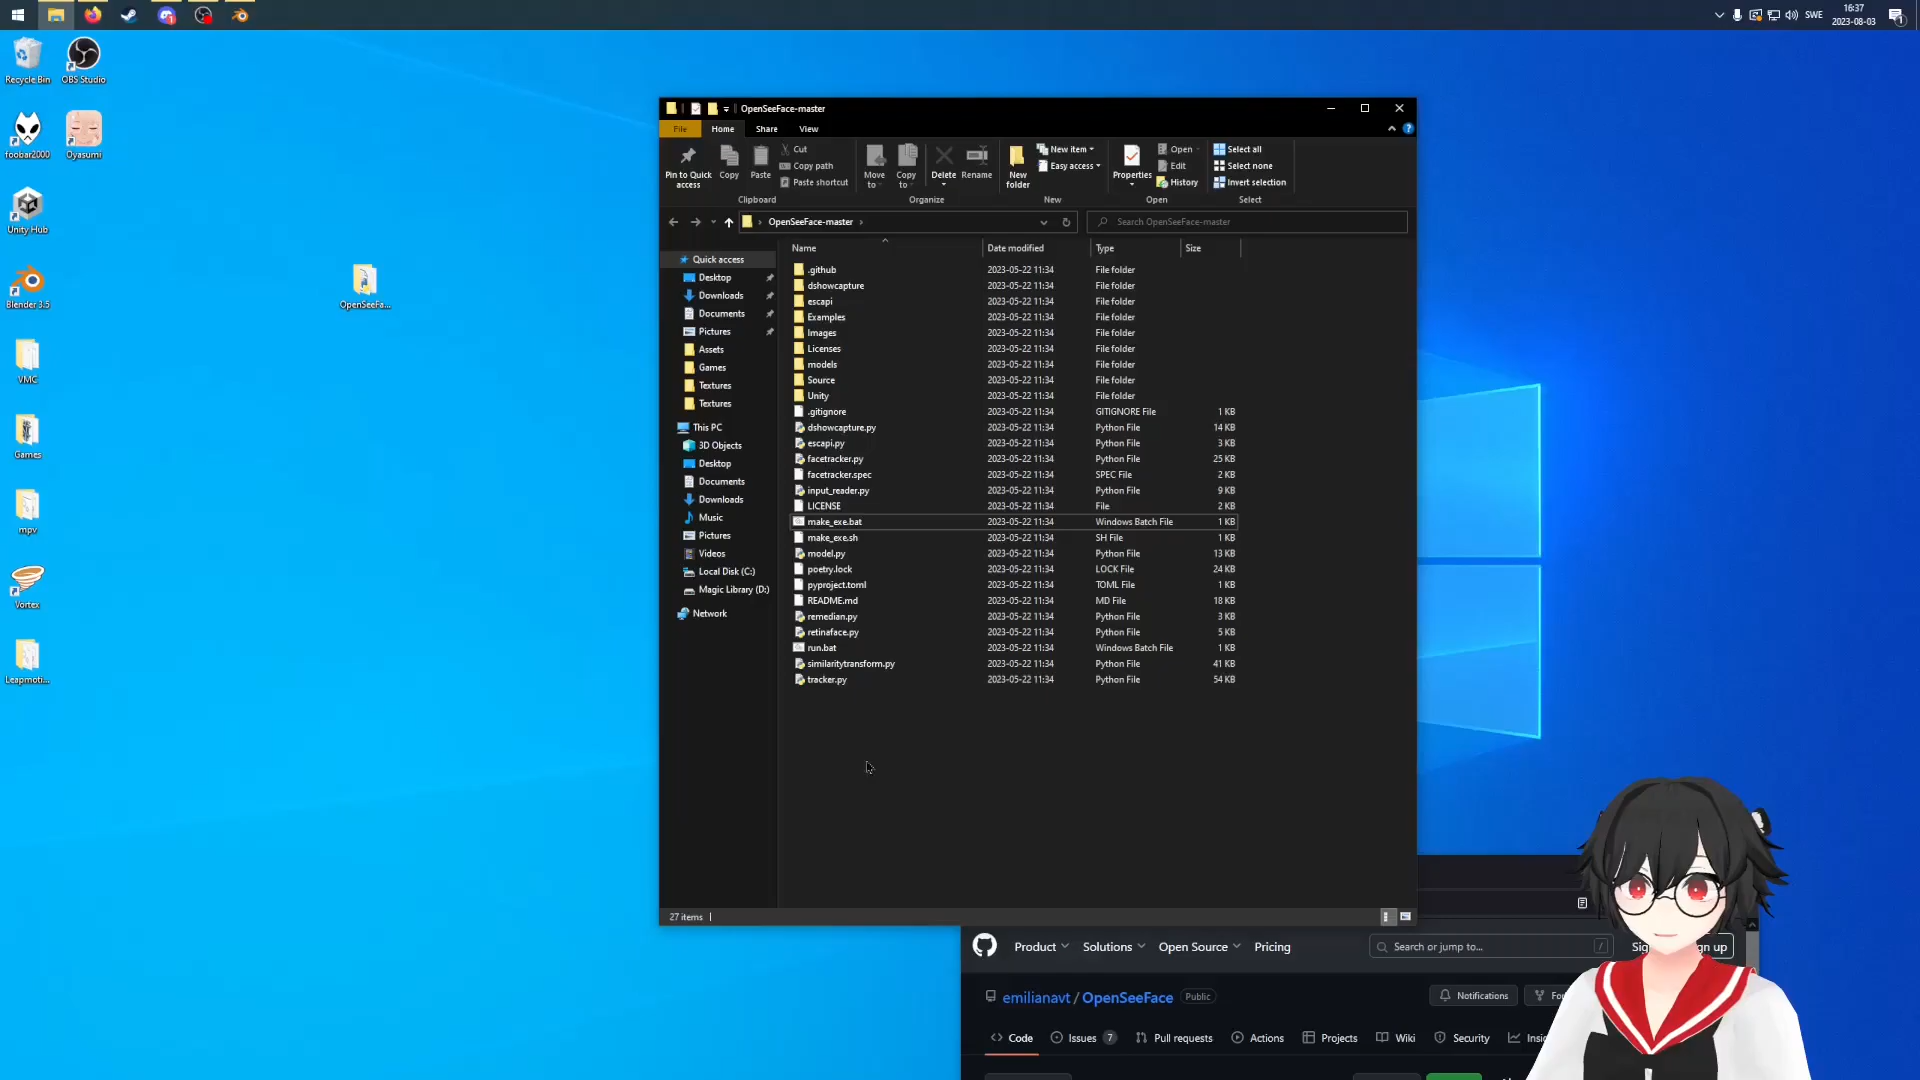 SWE
16:37
2023-08-03
Recycle Bin
OBS Studio
foobar2000
Oyasumi
Unity Hub
Blender 3.5
OpenSeeFa...
VMC
Games
mpv
Vortex
Leapmoti...
OpenSeeFace-master
File
Home
Share
View
Pin to Quick access
Copy
Paste
Cut
Copy path
Paste shortcut
Clipboard
Move to
Copy to
Delete
Rename
Organize
New folder
New item
Easy access
New
Properties
Open
Edit
History
Open
Select all
Select none
Invert selection
Select
OpenSeeFace-master
Search OpenSeeFace-master
Quick access
Desktop
Downloads
Documents
Pictures
Assets
Games
Textures
Textures
This PC
3D Objects
Desktop
Documents
Downloads
Music
Pictures
Videos
Local Disk (C:)
Magic Library (D:)
Network
Name Date modified Type Size
.github 2023-05-22 11:34 File folder
dshowcapture 2023-05-22 11:34 File folder
escapi 2023-05-22 11:34 File folder
Examples 2023-05-22 11:34 File folder
Images 2023-05-22 11:34 File folder
Licenses 2023-05-22 11:34 File folder
models 2023-05-22 11:34 File folder
Source 2023-05-22 11:34 File folder
Unity 2023-05-22 11:34 File folder
.gitignore 2023-05-22 11:34 GITIGNORE File 1 KB
dshowcapture.py 2023-05-22 11:34 Python File 14 KB
escapi.py 2023-05-22 11:34 Python File 3 KB
facetracker.py 2023-05-22 11:34 Python File 25 KB
facetracker.spec 2023-05-22 11:34 SPEC File 2 KB
input_reader.py 2023-05-22 11:34 Python File 9 KB
LICENSE 2023-05-22 11:34 File 2 KB
make_exe.bat 2023-05-22 11:34 Windows Batch File 1 KB
make_exe.sh 2023-05-22 11:34 SH File 1 KB
model.py 2023-05-22 11:34 Python File 13 KB
poetry.lock 2023-05-22 11:34 LOCK File 24 KB
pyproject.toml 2023-05-22 11:34 TOML File 1 KB
README.md 2023-05-22 11:34 MD File 18 KB
remedian.py 2023-05-22 11:34 Python File 3 KB
retinaface.py 2023-05-22 11:34 Python File 5 KB
run.bat 2023-05-22 11:34 Windows Batch File 1 KB
similaritytransform.py 2023-05-22 11:34 Python File 41 KB
tracker.py 2023-05-22 11:34 Python File 54 KB
27 items
Product Solutions Open Source Pricing Search or jump to... / up
emilianavt / OpenSeeFace Public Notifications
Code Issues 7 Pull requests Actions Projects Wiki Security